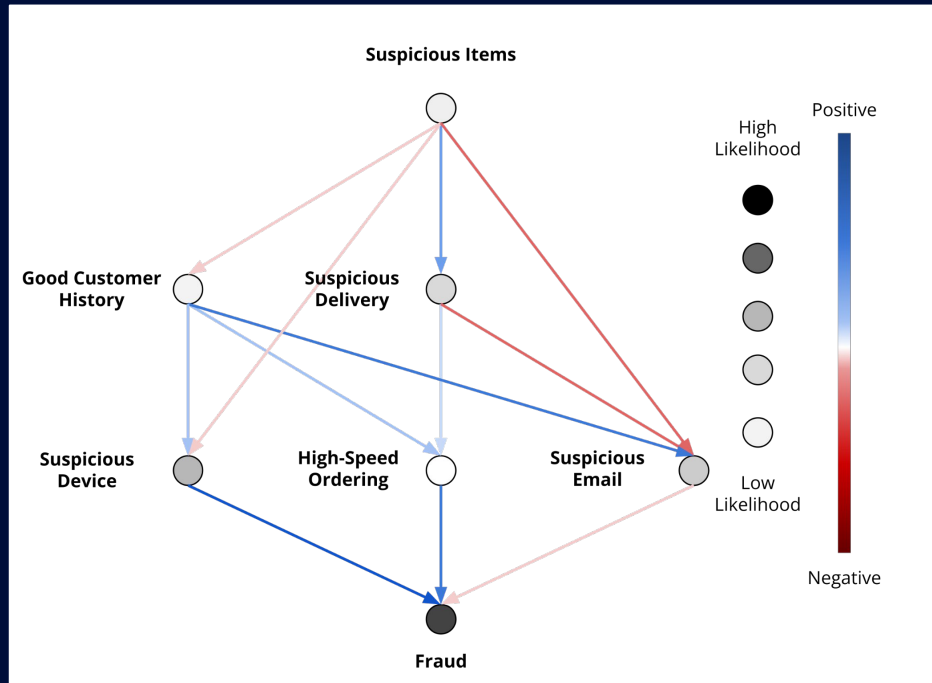 Suspicious Items
Positive
High
Likelihood
Good Customer
History
Suspicious
Delivery
Suspicious
Device
High-Speed
Ordering
Suspicious
Email
Low
Likelihood
Negative
Fraud